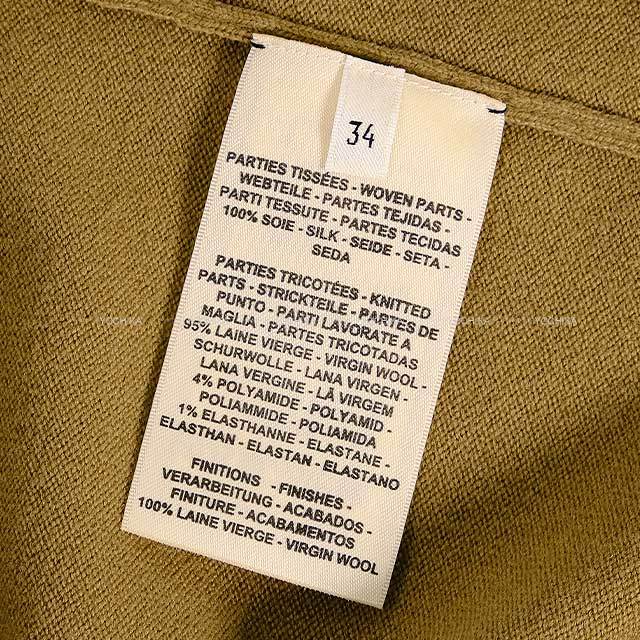 34
PARTIES TISSÉES - WOVEN PARTS -
WEBTEILE - PARTES TEJIDAS -
PARTI TESSUTE - PARTES TECIDAS
100% SOIE - SILK - SEIDE - SETA -
SEDA
PARTIES TRICOTÉES - KNITTED
PARTS - STRICKTEILE - PARTES DE
PUNTO - PARTI LAVORATE A
MAGLIA - PARTES TRICOTADAS
95% LAINE VIERGE - VIRGIN WOOL -
SCHURWOLLE - LANA VIRGEN -
LANA VERGINE - LÃ VIRGEM
4% POLYAMIDE - POLYAMID -
POLIAMMIDE - POLIAMIDA
1% ELASTHANNE - ELASTANE -
ELASTHAN - ELASTAN - ELASTANO
FINITIONS - FINISHES -
VERARBEITUNG - ACABADOS -
FINITURE - ACABAMENTOS
100% LAINE VIERGE - VIRGIN WOOL